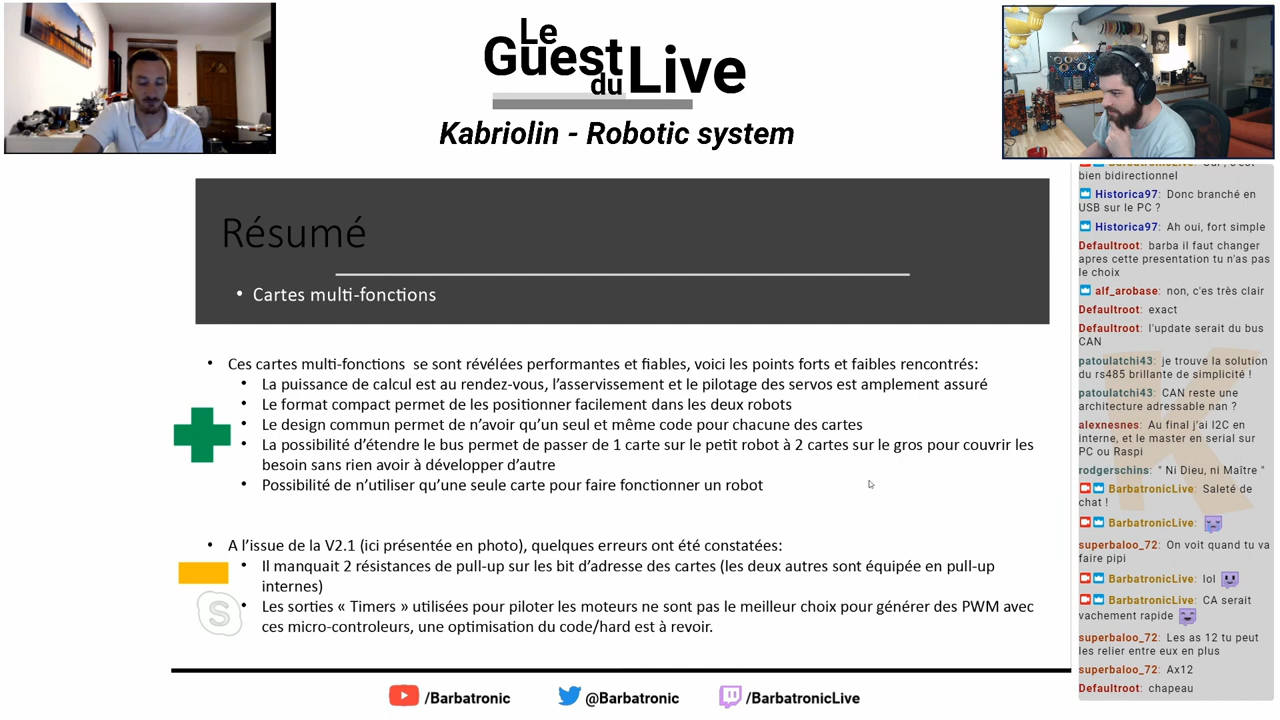 Le
Guest
du Live
Kabriolin - Robotic system
Résumé
• Cartes multi-fonctions
• Ces cartes multi-fonctions se sont révélées performantes et fiables, voici les points forts et faibles rencontrés:
• La puissance de calcul est au rendez-vous, l'asservissement et le pilotage des servos est amplement assuré
• Le format compact permet de les positionner facilement dans les deux robots
• Le design commun permet de n'avoir qu'un seul et même code pour chacune des cartes
• La possibilité d'étendre le bus permet de passer de 1 carte sur le petit robot à 2 cartes sur le gros pour couvrir les
besoin sans rien avoir à développer d'autre
• Possibilité de n'utiliser qu'une seule carte pour faire fonctionner un robot
• A l'issue de la V2.1 (ici présentée en photo), quelques erreurs ont été constatées:
• Il manquait 2 résistances de pull-up sur les bit d'adresse des cartes (les deux autres sont équipée en pull-up
internes)
• Les sorties « Timers » utilisées pour piloter les moteurs ne sont pas le meilleur choix pour générer des PWM avec
ces micro-controleurs, une optimisation du code/hard est à revoir.
/Barbatronic
@Barbatronic
/BarbatronicLive
bien bidirectionnel
Historica97: Donc branché en
USB sur le PC ?
Historica97: Ah oui, fort simple
Defaultroot: barba il faut changer
apres cette presentation tu n'as pas
le choix
alf_arobase: non, c'es très clair
Defaultroot: exact
Defaultroot: l'update serait du bus
CAN
patoulatchi43: je trouve la solution
du rs485 brillante de simplicité !
patoulatchi43: CAN reste une
architecture adressable nan ?
alexnesnes: Au final j'ai I2C en
interne, et le master en serial sur
PC ou Raspi
rodgerschins: " Ni Dieu, ni Maître "
BarbatronicLive: Saleté de
chat !
BarbatronicLive:
superbaloo_72: On voit quand tu va
faire pipi
BarbatronicLive: lol
BarbatronicLive: CA serait
vachement rapide
superbaloo_72: Les as 12 tu peut
les relier entre eux en plus
superbaloo_72: Ax12
Defaultroot: chapeau